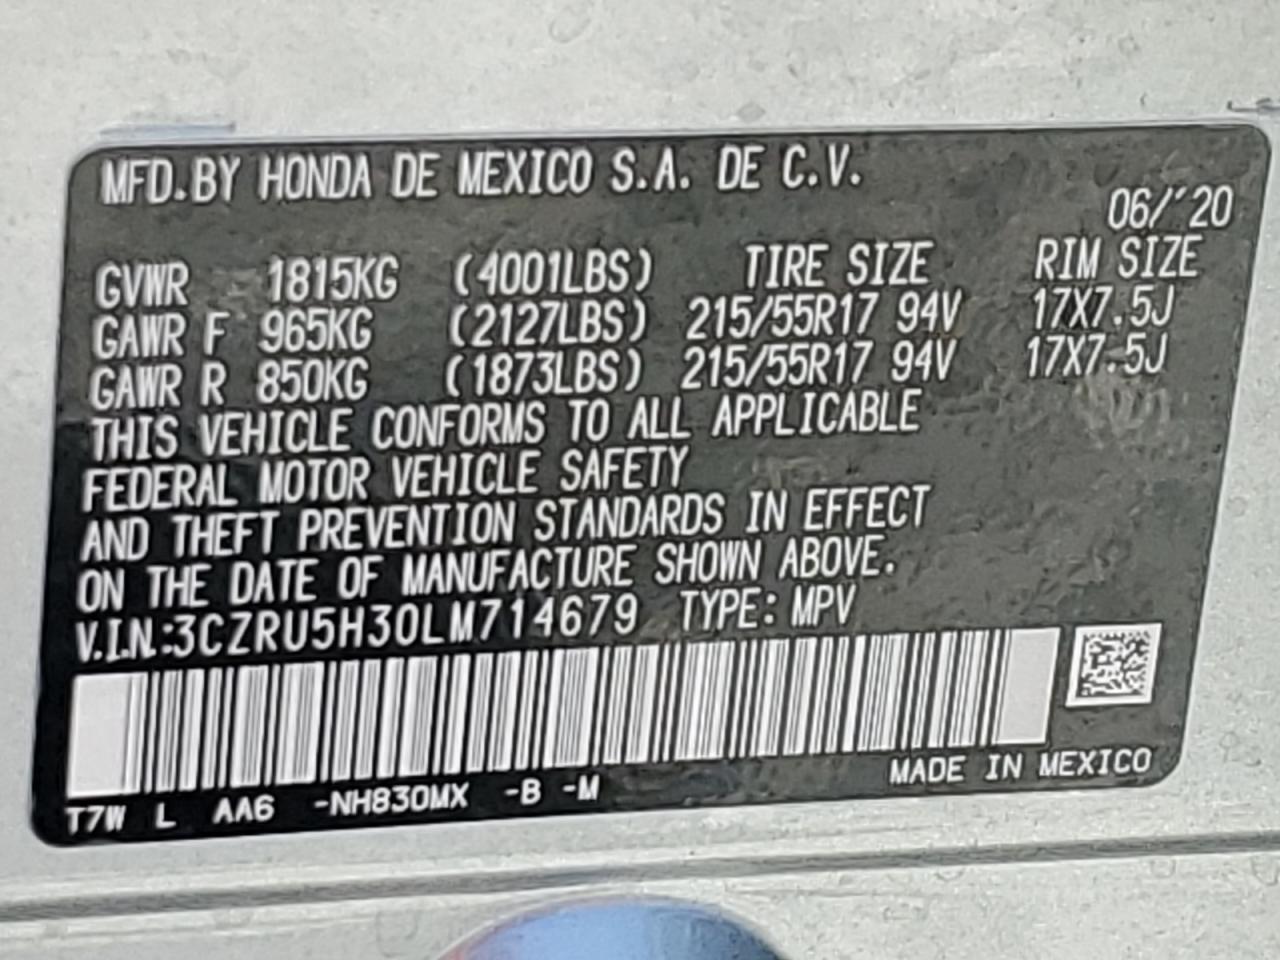 MFD.BY HONDA DE MEXICO S.A. DE C.V.
06/'20
GVWR 1815KG (4001LBS) TIRE SIZE RIM SIZE
GAWR F 965KG (2127LBS) 215/55R17 94V 17X7.5J
GAWR R 850KG (1873LBS) 215/55R17 94V 17X7.5J
THIS VEHICLE CONFORMS TO ALL APPLICABLE
FEDERAL MOTOR VEHICLE SAFETY
AND THEFT PREVENTION STANDARDS IN EFFECT
ON THE DATE OF MANUFACTURE SHOWN ABOVE.
V.I.N.:3CZRU5H30LM714679 TYPE: MPV
MADE IN MEXICO
T7W L AA6 -NH830MX -B -M